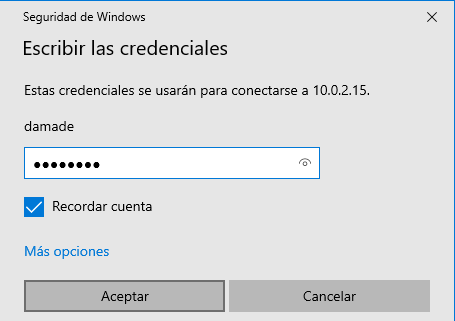 Seguridad de Windows
Escribir las credenciales
Estas credenciales se usarán para conectarse a 10.0.2.15.
damade
●●●●●●●●
Recordar cuenta
Más opciones
Aceptar
Cancelar